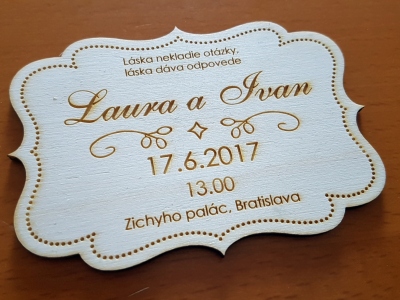 Láska nekladie otázky,
láska dáva odpovede
Laura a Ivan
17.6.2017
13.00
Zichyho palác, Bratislava